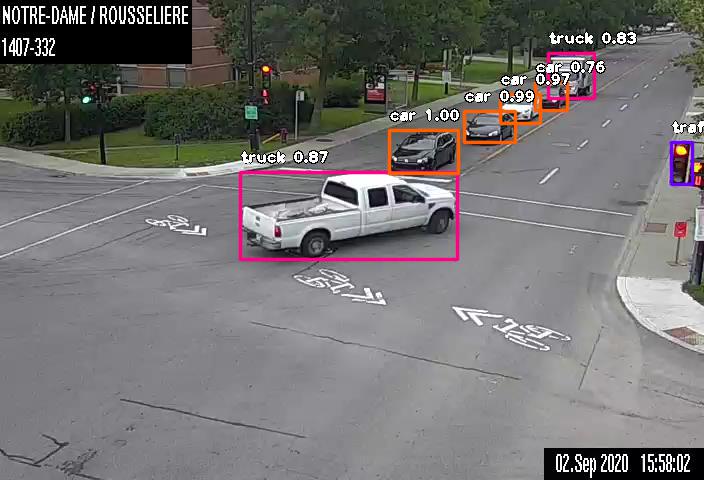 NOTRE-DAME / ROUSSELIERE
1407-332
truck 0.83
car 0.76
car 0.97
car 0.99
car 1.00
truck 0.87
traf
02.Sep 2020 15:58:02